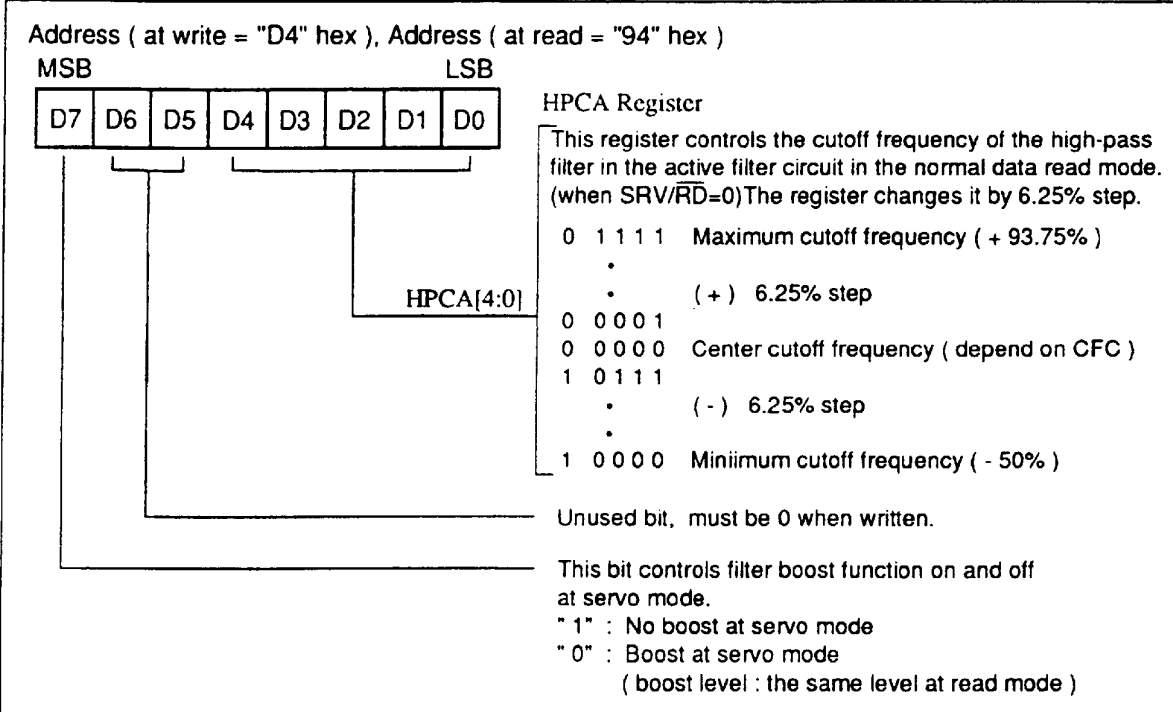 Address ( at write = "D4" hex ), Address ( at read = "94" hex )
MSB LSB
D7 D6 D5 D4 D3 D2 D1 D0
HPCA Register
This register controls the cutoff frequency of the high-pass
filter in the active filter circuit in the normal data read mode.
(when SRV/R̅D̅=0)The register changes it by 6.25% step.
0 1 1 1 1 Maximum cutoff frequency ( + 93.75% )
•
HPCA[4:0] • ( + ) 6.25% step
0 0 0 0 1
0 0 0 0 0 Center cutoff frequency ( depend on CFC )
1 0 1 1 1
• ( - ) 6.25% step
•
1 0 0 0 0 Miniimum cutoff frequency ( - 50% )
Unused bit, must be 0 when written.
This bit controls filter boost function on and off
at servo mode.
" 1" : No boost at servo mode
" 0" : Boost at servo mode
( boost level : the same level at read mode )